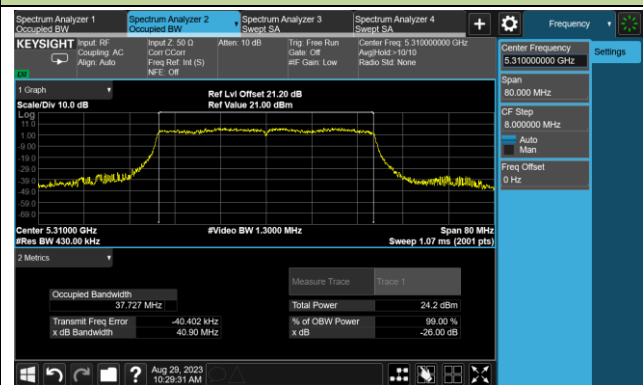 Spectrum Analyzer 1
Occupied BW
Spectrum Analyzer 2
Occupied BW
Spectrum Analyzer 3
Swept SA
Spectrum Analyzer 4
Swept SA
+
Frequency
KEYSIGHT
Input: RF
Coupling: AC
Align: Auto
Input Z: 50 Ω
Corr CCorr
Freq Ref: Int (S)
NFE: Off
Atten: 10 dB
Trig: Free Run
Gate: Off
#IF Gain: Low
Center Freq: 5.310000000 GHz
Avg|Hold:>10/10
Radio Std: None
Center Frequency
5.310000000 GHz
Settings
Span
80.000 MHz
CF Step
8.000000 MHz
Auto
Man
Freq Offset
0 Hz
1 Graph
Scale/Div 10.0 dB
Ref Lvl Offset 21.20 dB
Ref Value 21.00 dBm
Log
11.0
1.00
-9.00
-19.0
-29.0
-39.0
-49.0
-59.0
-69.0
Center 5.31000 GHz
#Res BW 430.00 kHz
#Video BW 1.3000 MHz
Span 80 MHz
Sweep 1.07 ms (2001 pts)
2 Metrics
Measure Trace
Trace 1
Occupied Bandwidth
37.727 MHz
Total Power
24.2 dBm
Transmit Freq Error
-40.402 kHz
% of OBW Power
99.00 %
x dB Bandwidth
40.90 MHz
x dB
-26.00 dB
?
Aug 29, 2023
10:29:31 AM